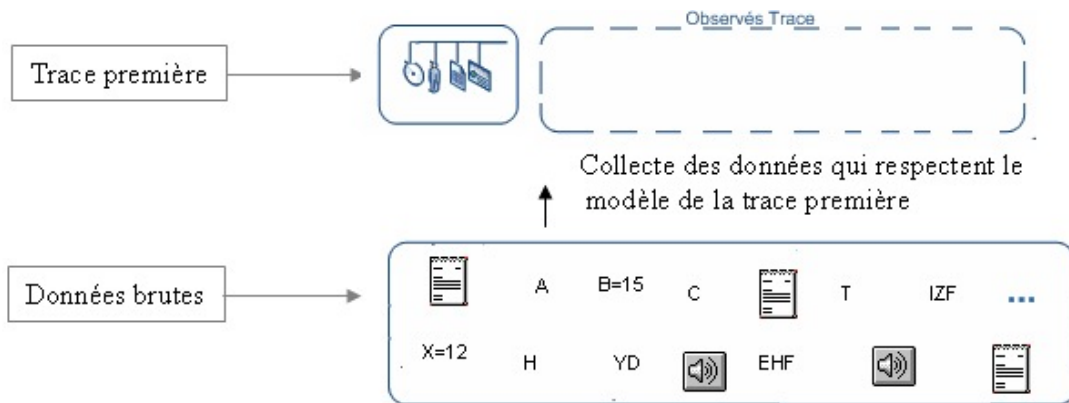 Observés Trace
Trace première
Collecte des données qui respectent le
modèle de la trace première
Données brutes
A B=15 C T IZF ...
X=12 H YD EHF